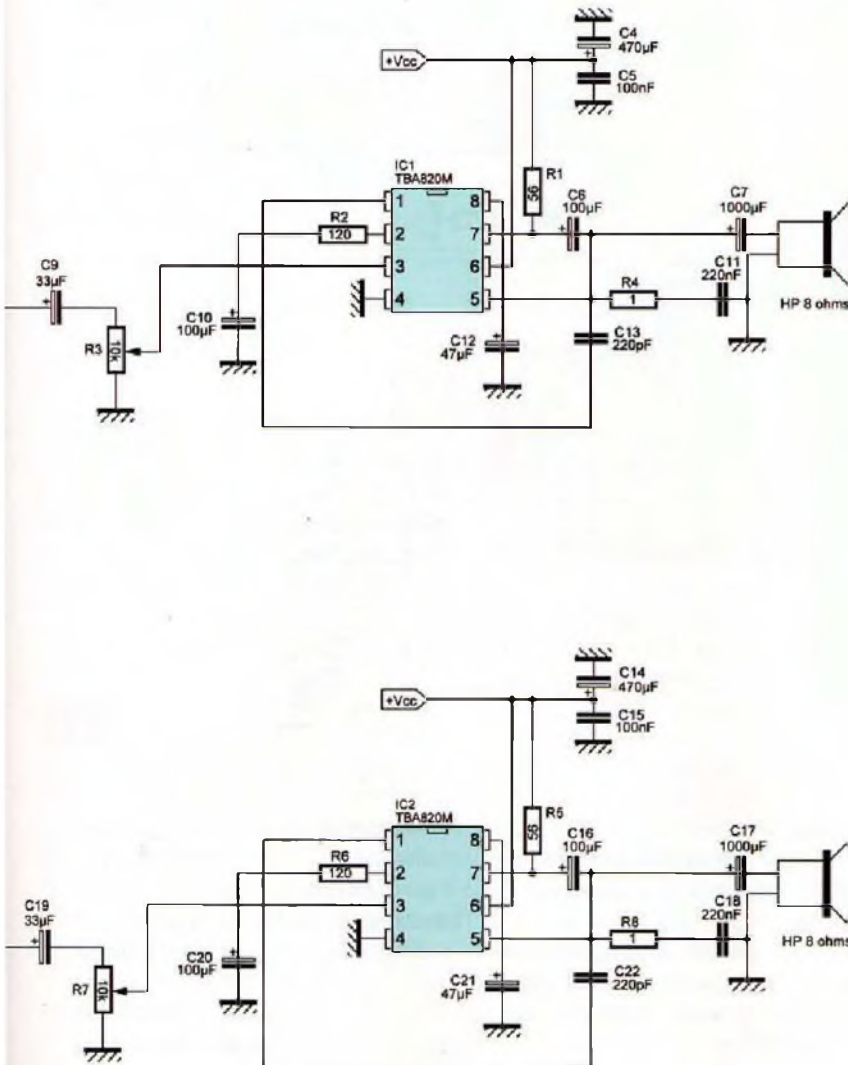 C4
470µF
+Vcc
C5
100nF
IC1
TBA820M
R1
56
C6
100µF
C7
1000µF
R2
120
1 8
2 7
3 6
4 5
C9
33µF
R3
10k
C10
100µF
C12
47µF
R4
1
C11
220nF
C13
220pF
HP 8 ohms
C14
470µF
+Vcc
C15
100nF
IC2
TBA820M
R5
56
C16
100µF
C17
1000µF
R6
120
1 8
2 7
3 6
4 5
C19
33µF
R7
10k
C20
100µF
C21
47µF
R8
1
C18
220nF
C22
220pF
HP 8 ohms